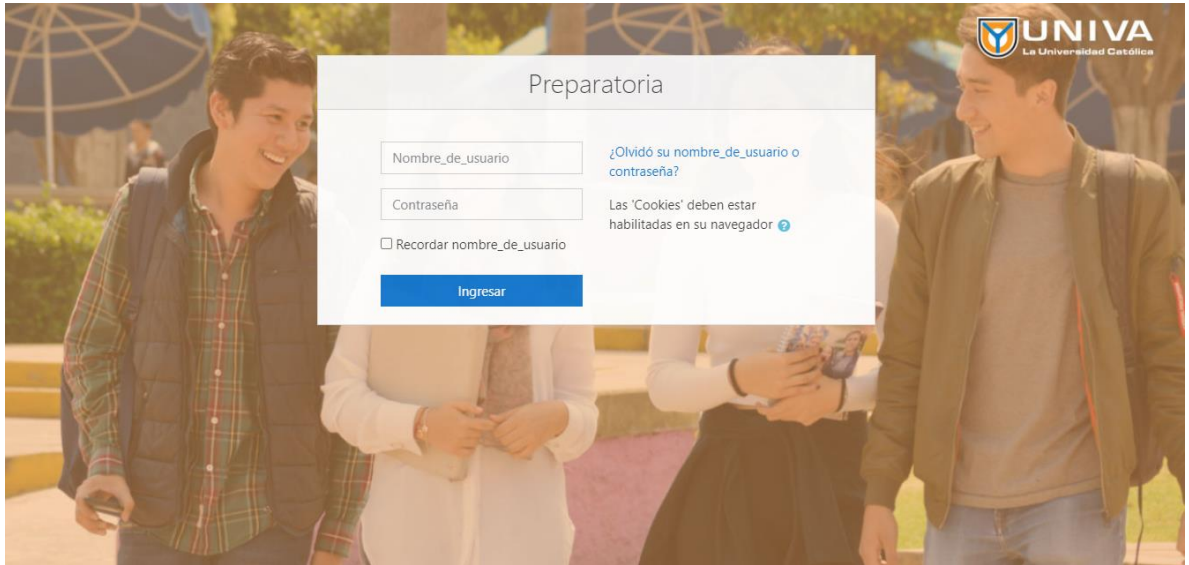 UNIVA
La Universidad Católica
Preparatoria
Nombre_de_usuario
Contraseña
Recordar nombre_de_usuario
Ingresar
¿Olvidó su nombre_de_usuario o
contraseña?
Las 'Cookies' deben estar
habilitadas en su navegador